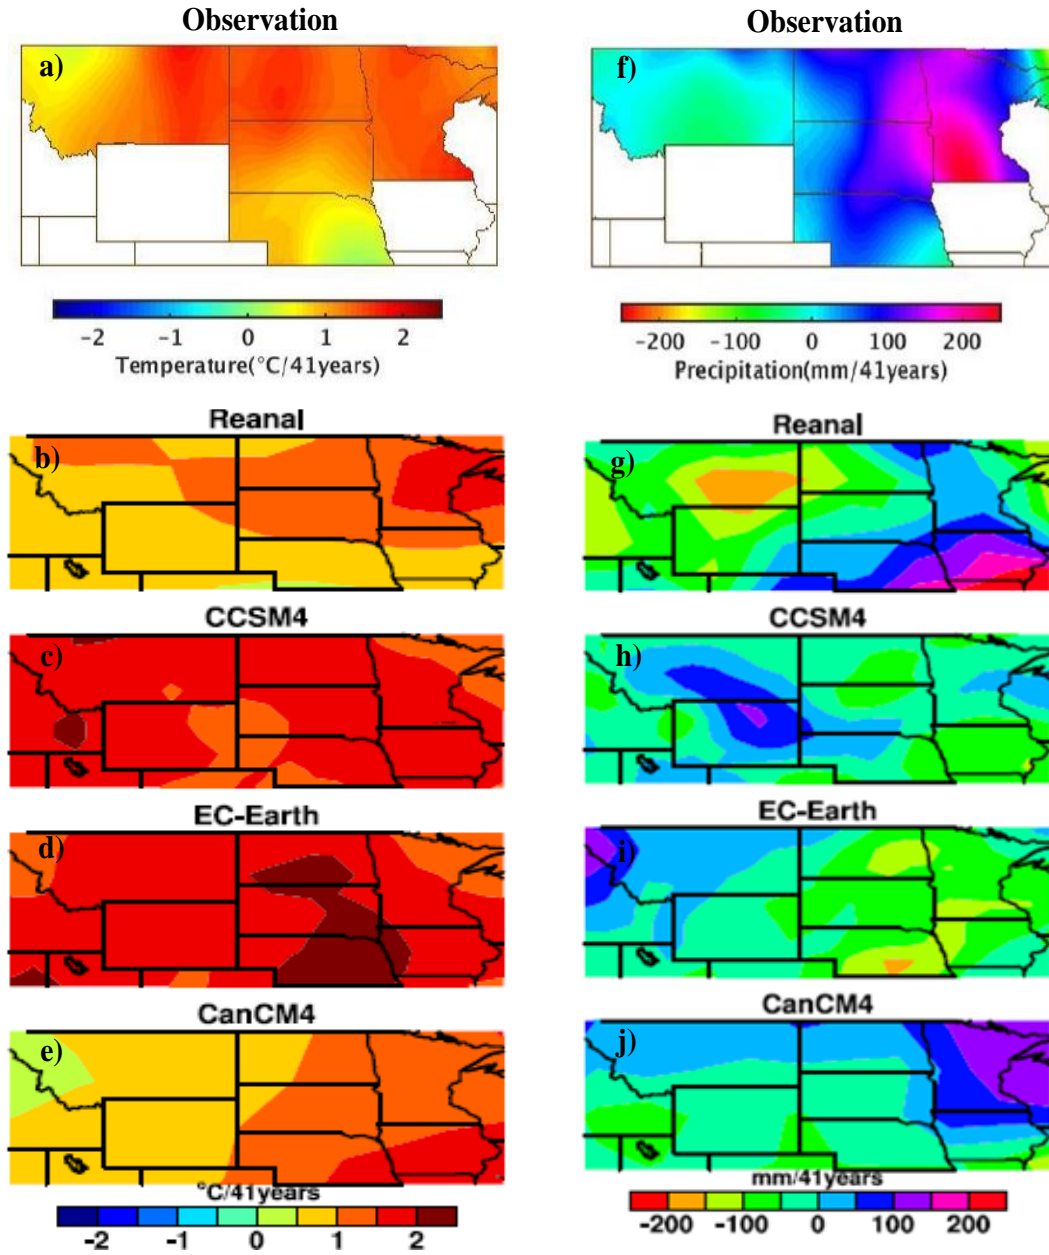 Observation
Observation
a)
f)
-2 -1 0 1 2
Temperature(°C/41years)
-200 -100 0 100 200
Precipitation(mm/41years)
Reanal
Reanal
b)
g)
CCSM4
CCSM4
c)
h)
EC-Earth
EC-Earth
d)
i)
CanCM4
CanCM4
e)
j)
°C/41years
-2 -1 0 1 2
mm/41years
-200 -100 0 100 200